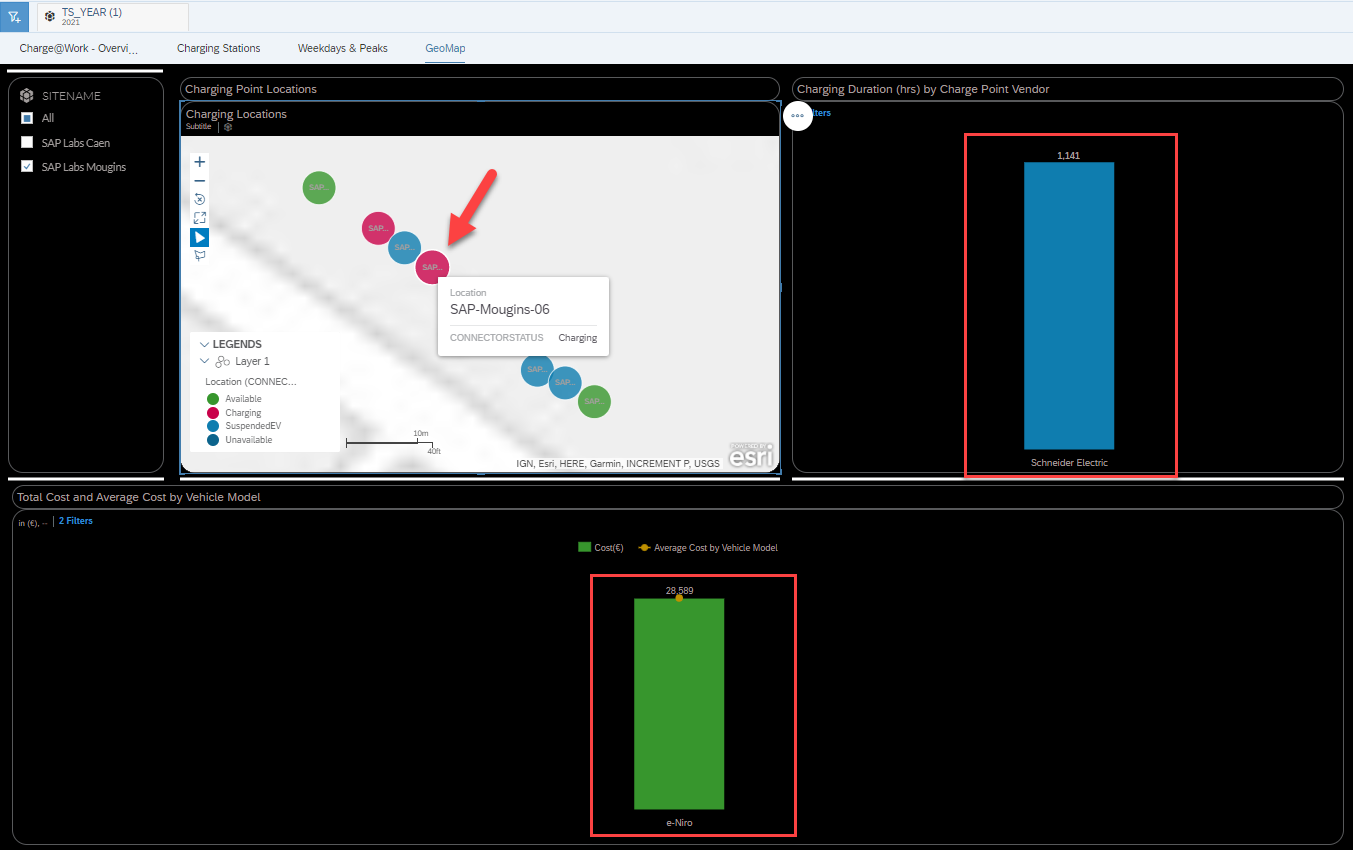 TS_YEAR (1)
2021
Charge@Work - Overvi...
Charging Stations
Weekdays & Peaks
GeoMap
SITENAME
All
SAP Labs Caen
SAP Labs Mougins
Charging Point Locations
Charging Locations
Subtitle
SAP...
SAP...
SAP...
SAP...
Location
SAP-Mougins-06
CONNECTORSTATUS Charging
SAP...
SAP...
SAP...
LEGENDS
Layer 1
Location (CONNEC...
Available
Charging
SuspendedEV
Unavailable
10m
40ft
IGN, Esri, HERE, Garmin, INCREMENT P, USGS
POWERED BY
esri
Charging Duration (hrs) by Charge Point Vendor
lters
1,141
Schneider Electric
Total Cost and Average Cost by Vehicle Model
in (€), ... | 2 Filters
Cost(€)
Average Cost by Vehicle Model
28,589
e-Niro